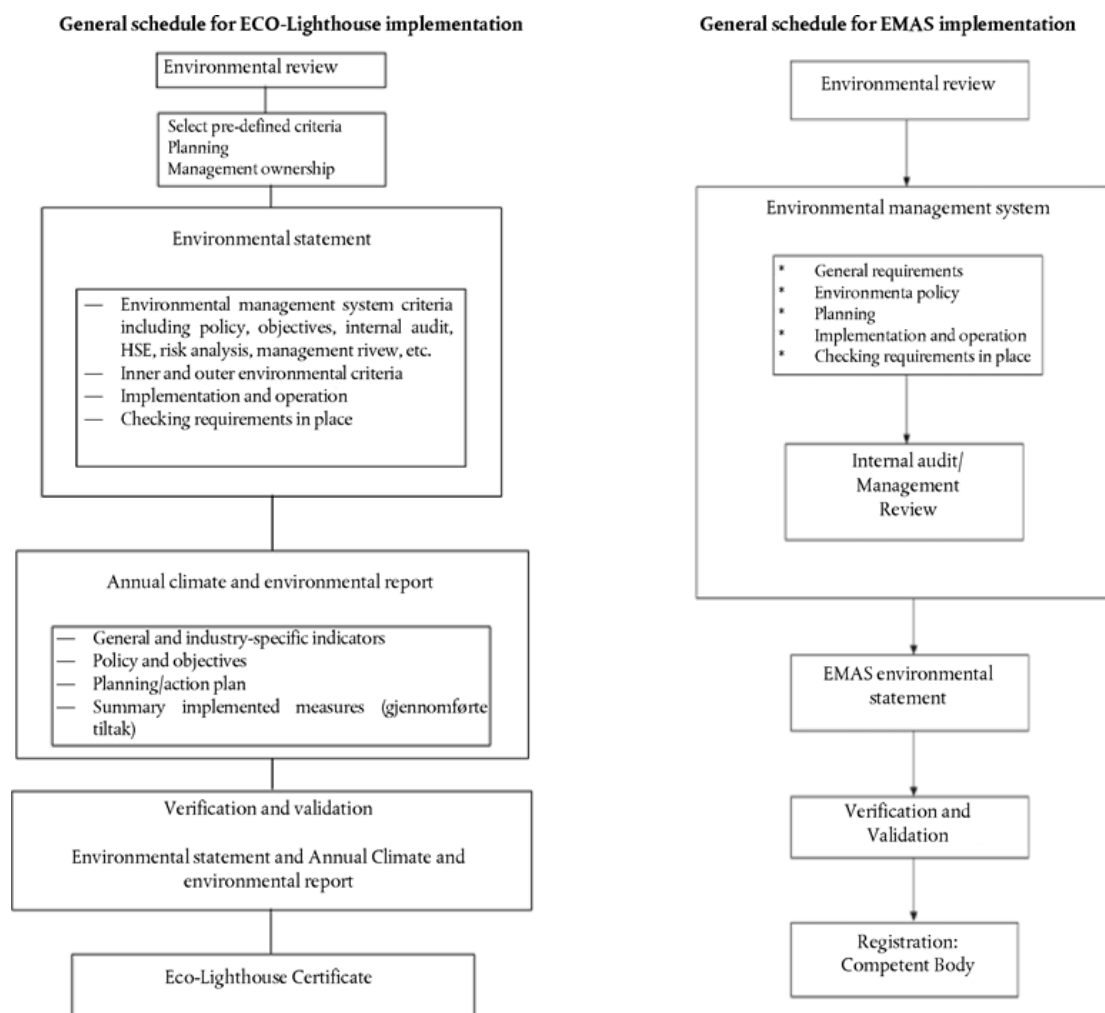 General schedule for ECO-Lighthouse implementation
Environmental review
Select pre-defined criteria
Planning
Management ownership
Environmental statement
— Environmental management system criteria
including policy, objectives, internal audit,
HSE, risk analysis, management rivew, etc.
— Inner and outer environmental criteria
— Implementation and operation
— Checking requirements in place
Annual climate and environmental report
— General and industry-specific indicators
— Policy and objectives
— Planning/action plan
— Summary implemented measures (gjennomførte
tiltak)
Verification and validation
Environmental statement and Annual Climate and
environmental report
Eco-Lighthouse Certificate
General schedule for EMAS implementation
Environmental review
Environmental management system
* General requirements
* Environmenta policy
* Planning
* Implementation and operation
* Checking requirements in place
Internal audit/
Management
Review
EMAS environmental
statement
Verification and
Validation
Registration:
Competent Body